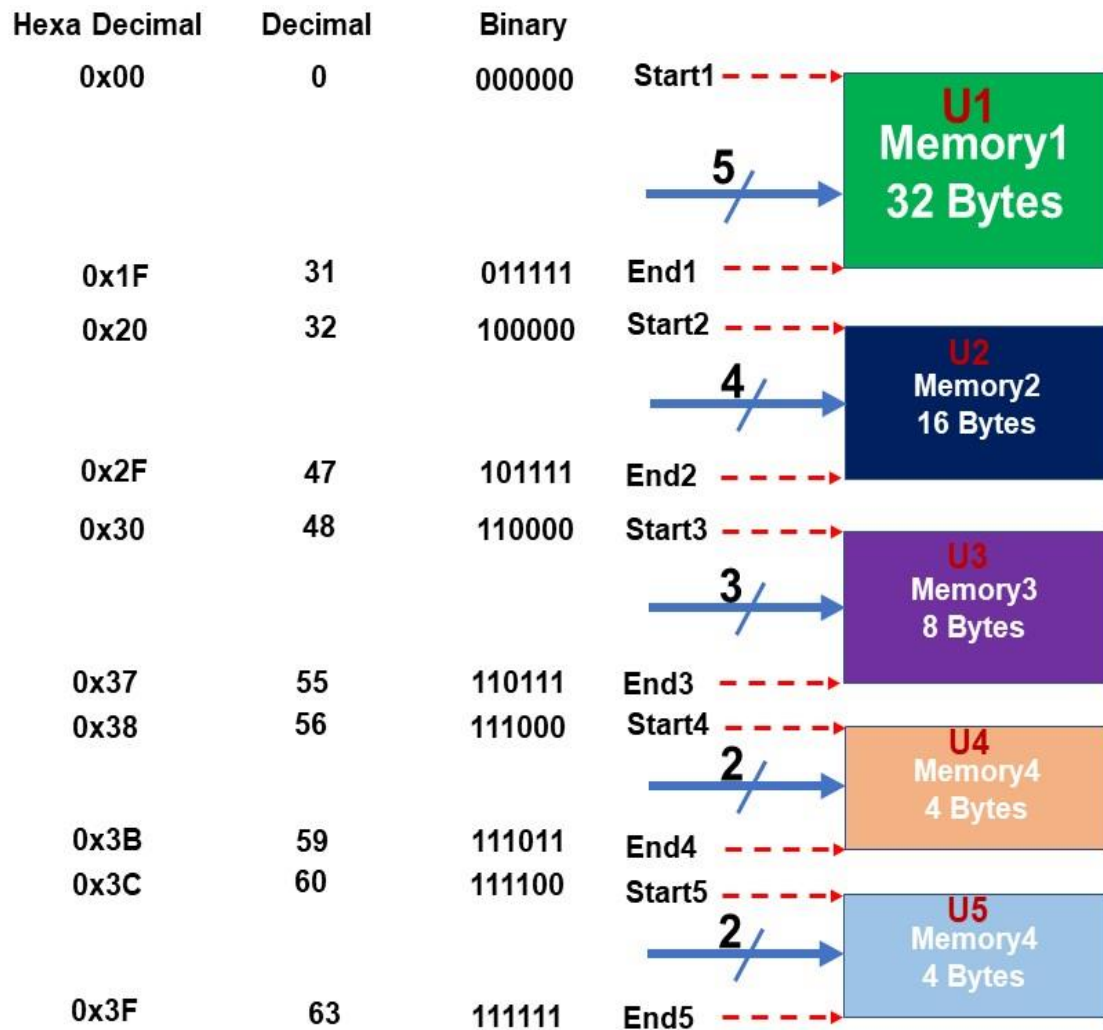 Hexa Decimal Decimal Binary
0x00 0 000000 Start1
U1
Memory1
32 Bytes
5
0x1F 31 011111 End1
0x20 32 100000 Start2
U2
Memory2
16 Bytes
4
0x2F 47 101111 End2
0x30 48 110000 Start3
U3
Memory3
8 Bytes
3
0x37 55 110111 End3
0x38 56 111000 Start4
U4
Memory4
4 Bytes
2
0x3B 59 111011 End4
0x3C 60 111100 Start5
U5
Memory4
4 Bytes
2
0x3F 63 111111 End5